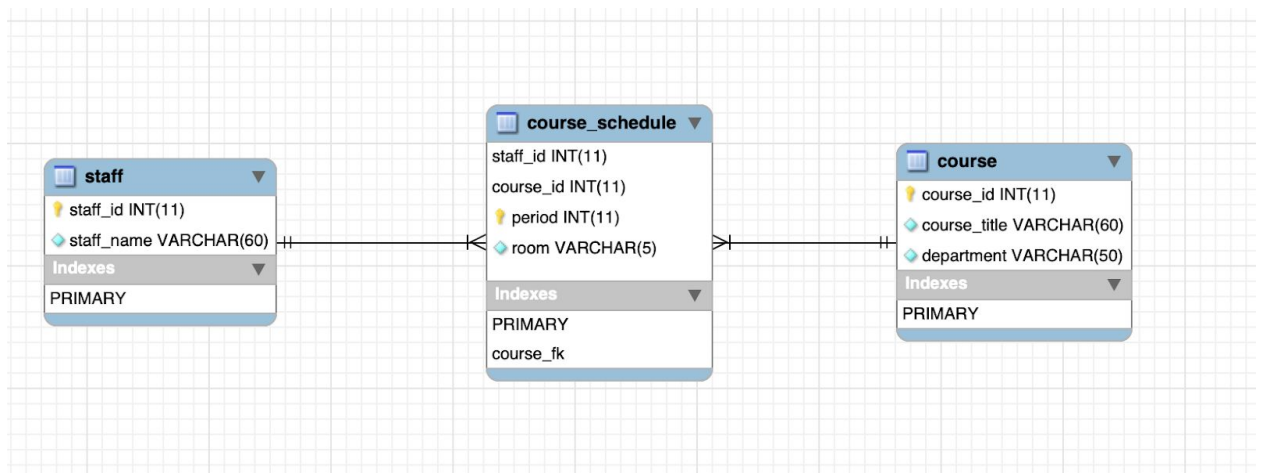 staff
staff_id INT(11)
staff_name VARCHAR(60)
Indexes
PRIMARY
course_schedule
staff_id INT(11)
course_id INT(11)
period INT(11)
room VARCHAR(5)
Indexes
PRIMARY
course_fk
course
course_id INT(11)
course_title VARCHAR(60)
department VARCHAR(50)
Indexes
PRIMARY